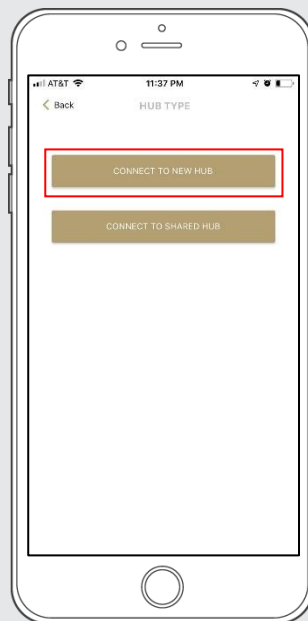 AT&T 11:37 PM
Back HUB TYPE
CONNECT TO NEW HUB
CONNECT TO SHARED HUB